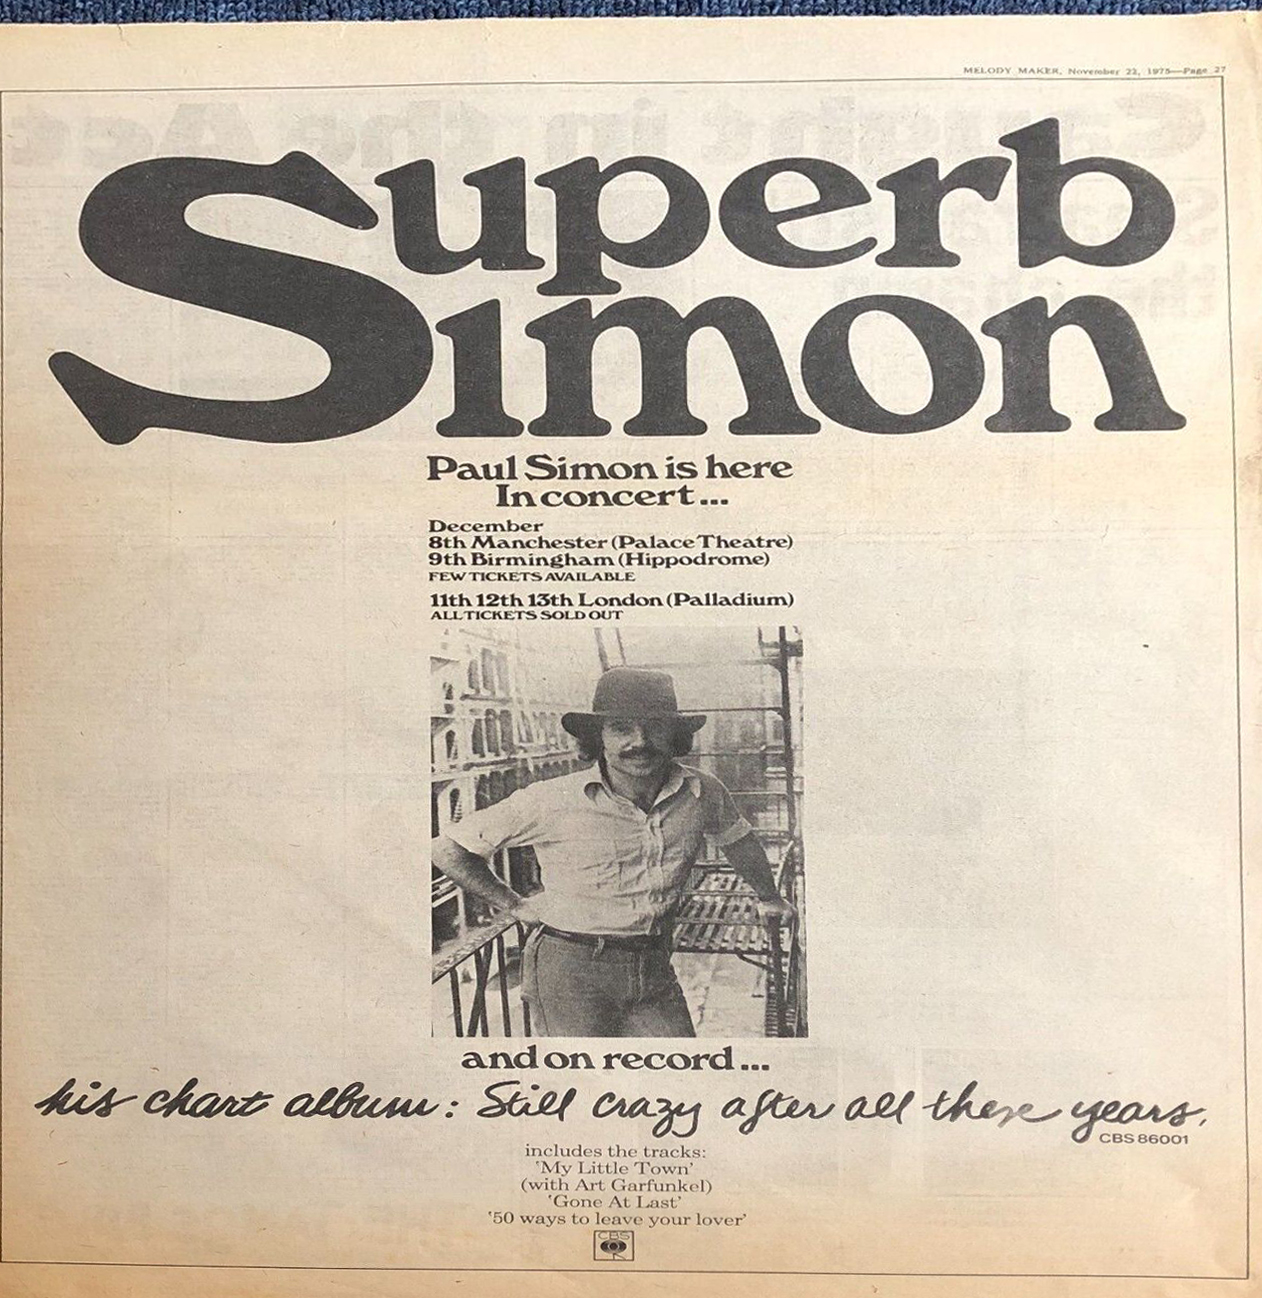 MELODY MAKER, November 22, 1975—Page 27
Superb
Simon
Paul Simon is here
In concert...
December
8th Manchester (Palace Theatre)
9th Birmingham (Hippodrome)
FEW TICKETS AVAILABLE
11th 12th 13th London (Palladium)
ALL TICKETS SOLD OUT
and on record...
his chart album: Still crazy after all these years.
CBS 86001
includes the tracks:
'My Little Town'
(with Art Garfunkel)
'Gone At Last'
'50 ways to leave your lover'
CBS